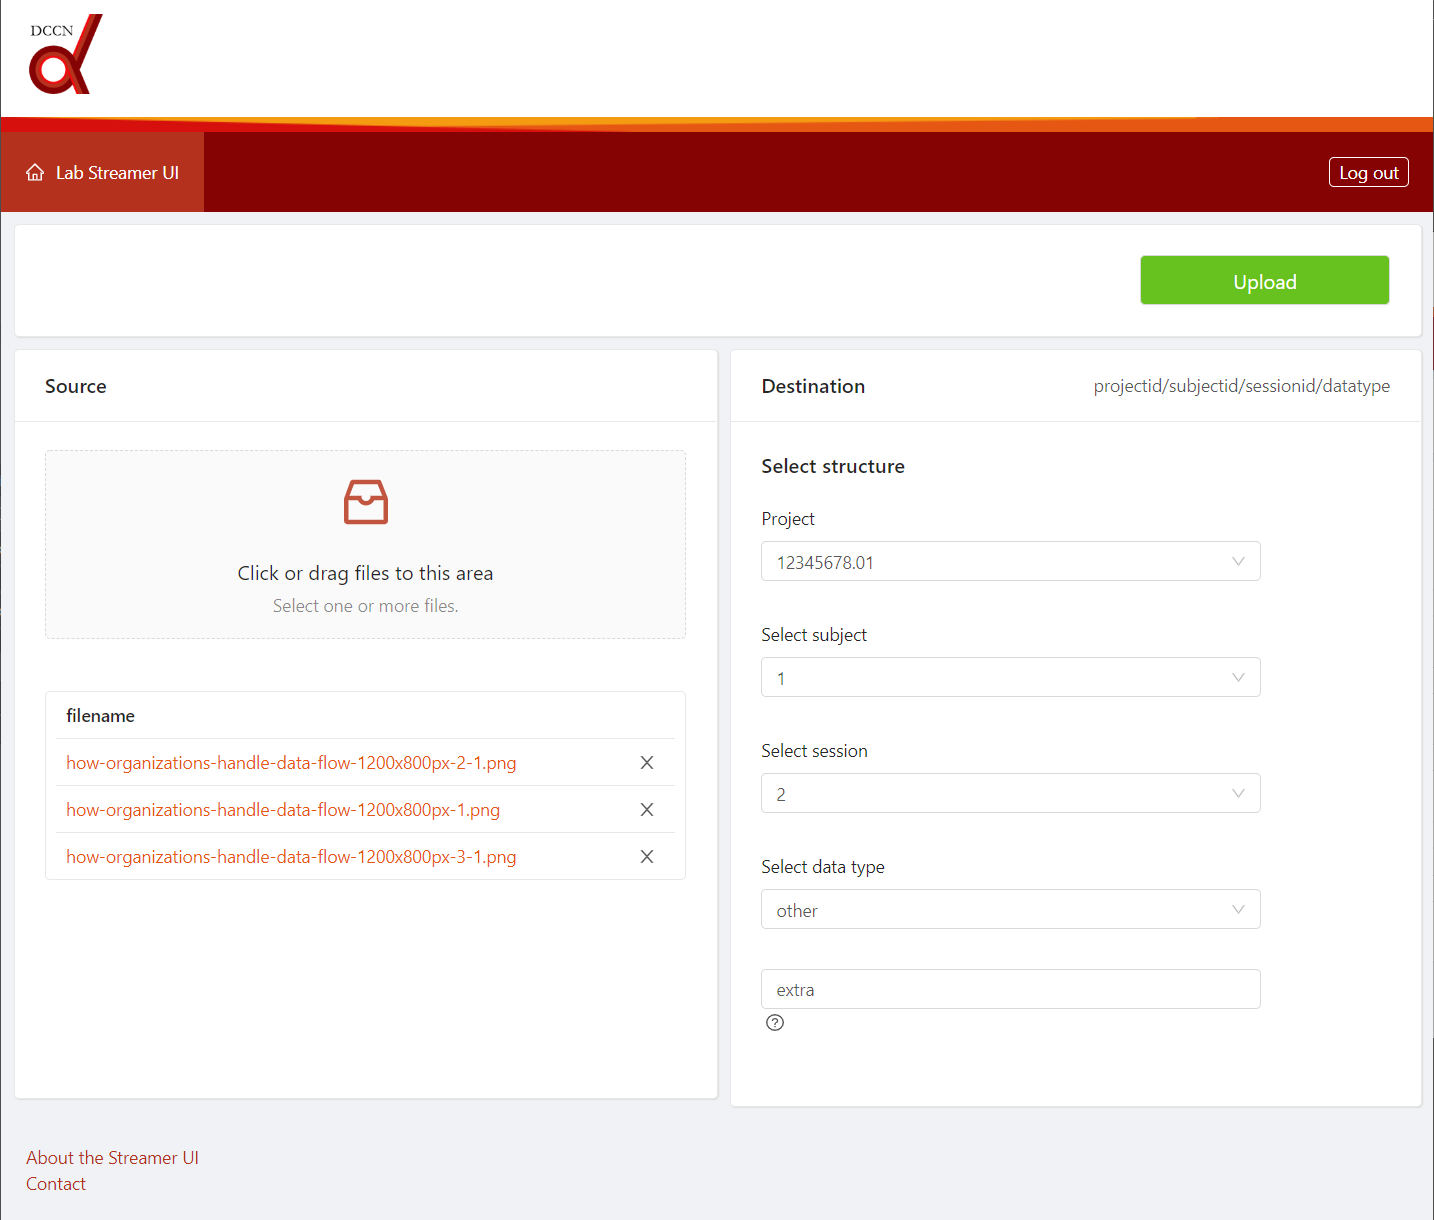 DCCN
Lab Streamer UI
Log out
Upload
Source
Click or drag files to this area
Select one or more files.
filename
how-organizations-handle-data-flow-1200x800px-2-1.png
how-organizations-handle-data-flow-1200x800px-1.png
how-organizations-handle-data-flow-1200x800px-3-1.png
Destination
projectid/subjectid/sessionid/datatype
Select structure
Project
12345678.01
Select subject
1
Select session
2
Select data type
other
extra
About the Streamer UI
Contact